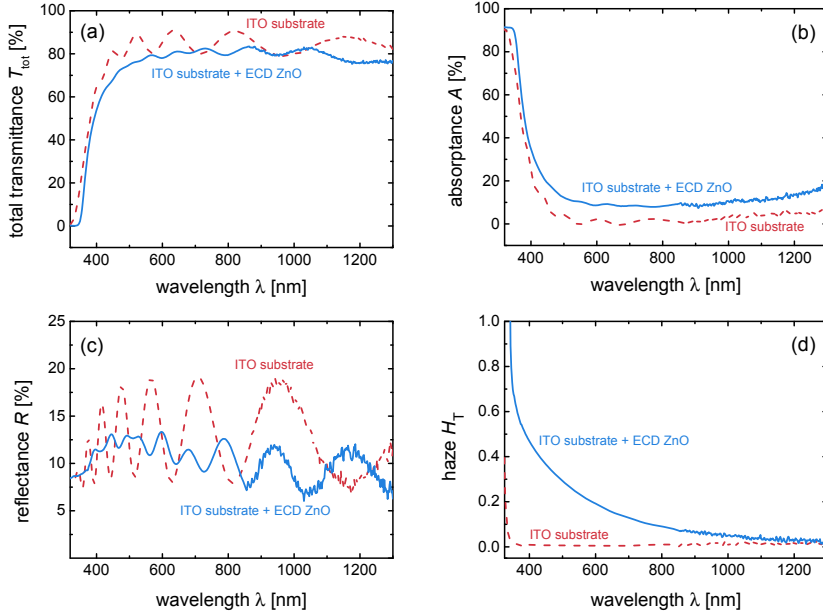 (a)
ITO substrate
ITO substrate + ECD ZnO
total transmittance T_tot [%]
100
80
60
40
20
0
400 600 800 1000 1200
wavelength λ [nm]
(b)
ITO substrate + ECD ZnO
ITO substrate
absorptance A [%]
100
80
60
40
20
0
400 600 800 1000 1200
wavelength λ [nm]
(c)
ITO substrate
ITO substrate + ECD ZnO
reflectance R [%]
25
20
15
10
5
400 600 800 1000 1200
wavelength λ [nm]
(d)
ITO substrate + ECD ZnO
ITO substrate
haze H_T
1.0
0.8
0.6
0.4
0.2
0.0
400 600 800 1000 1200
wavelength λ [nm]